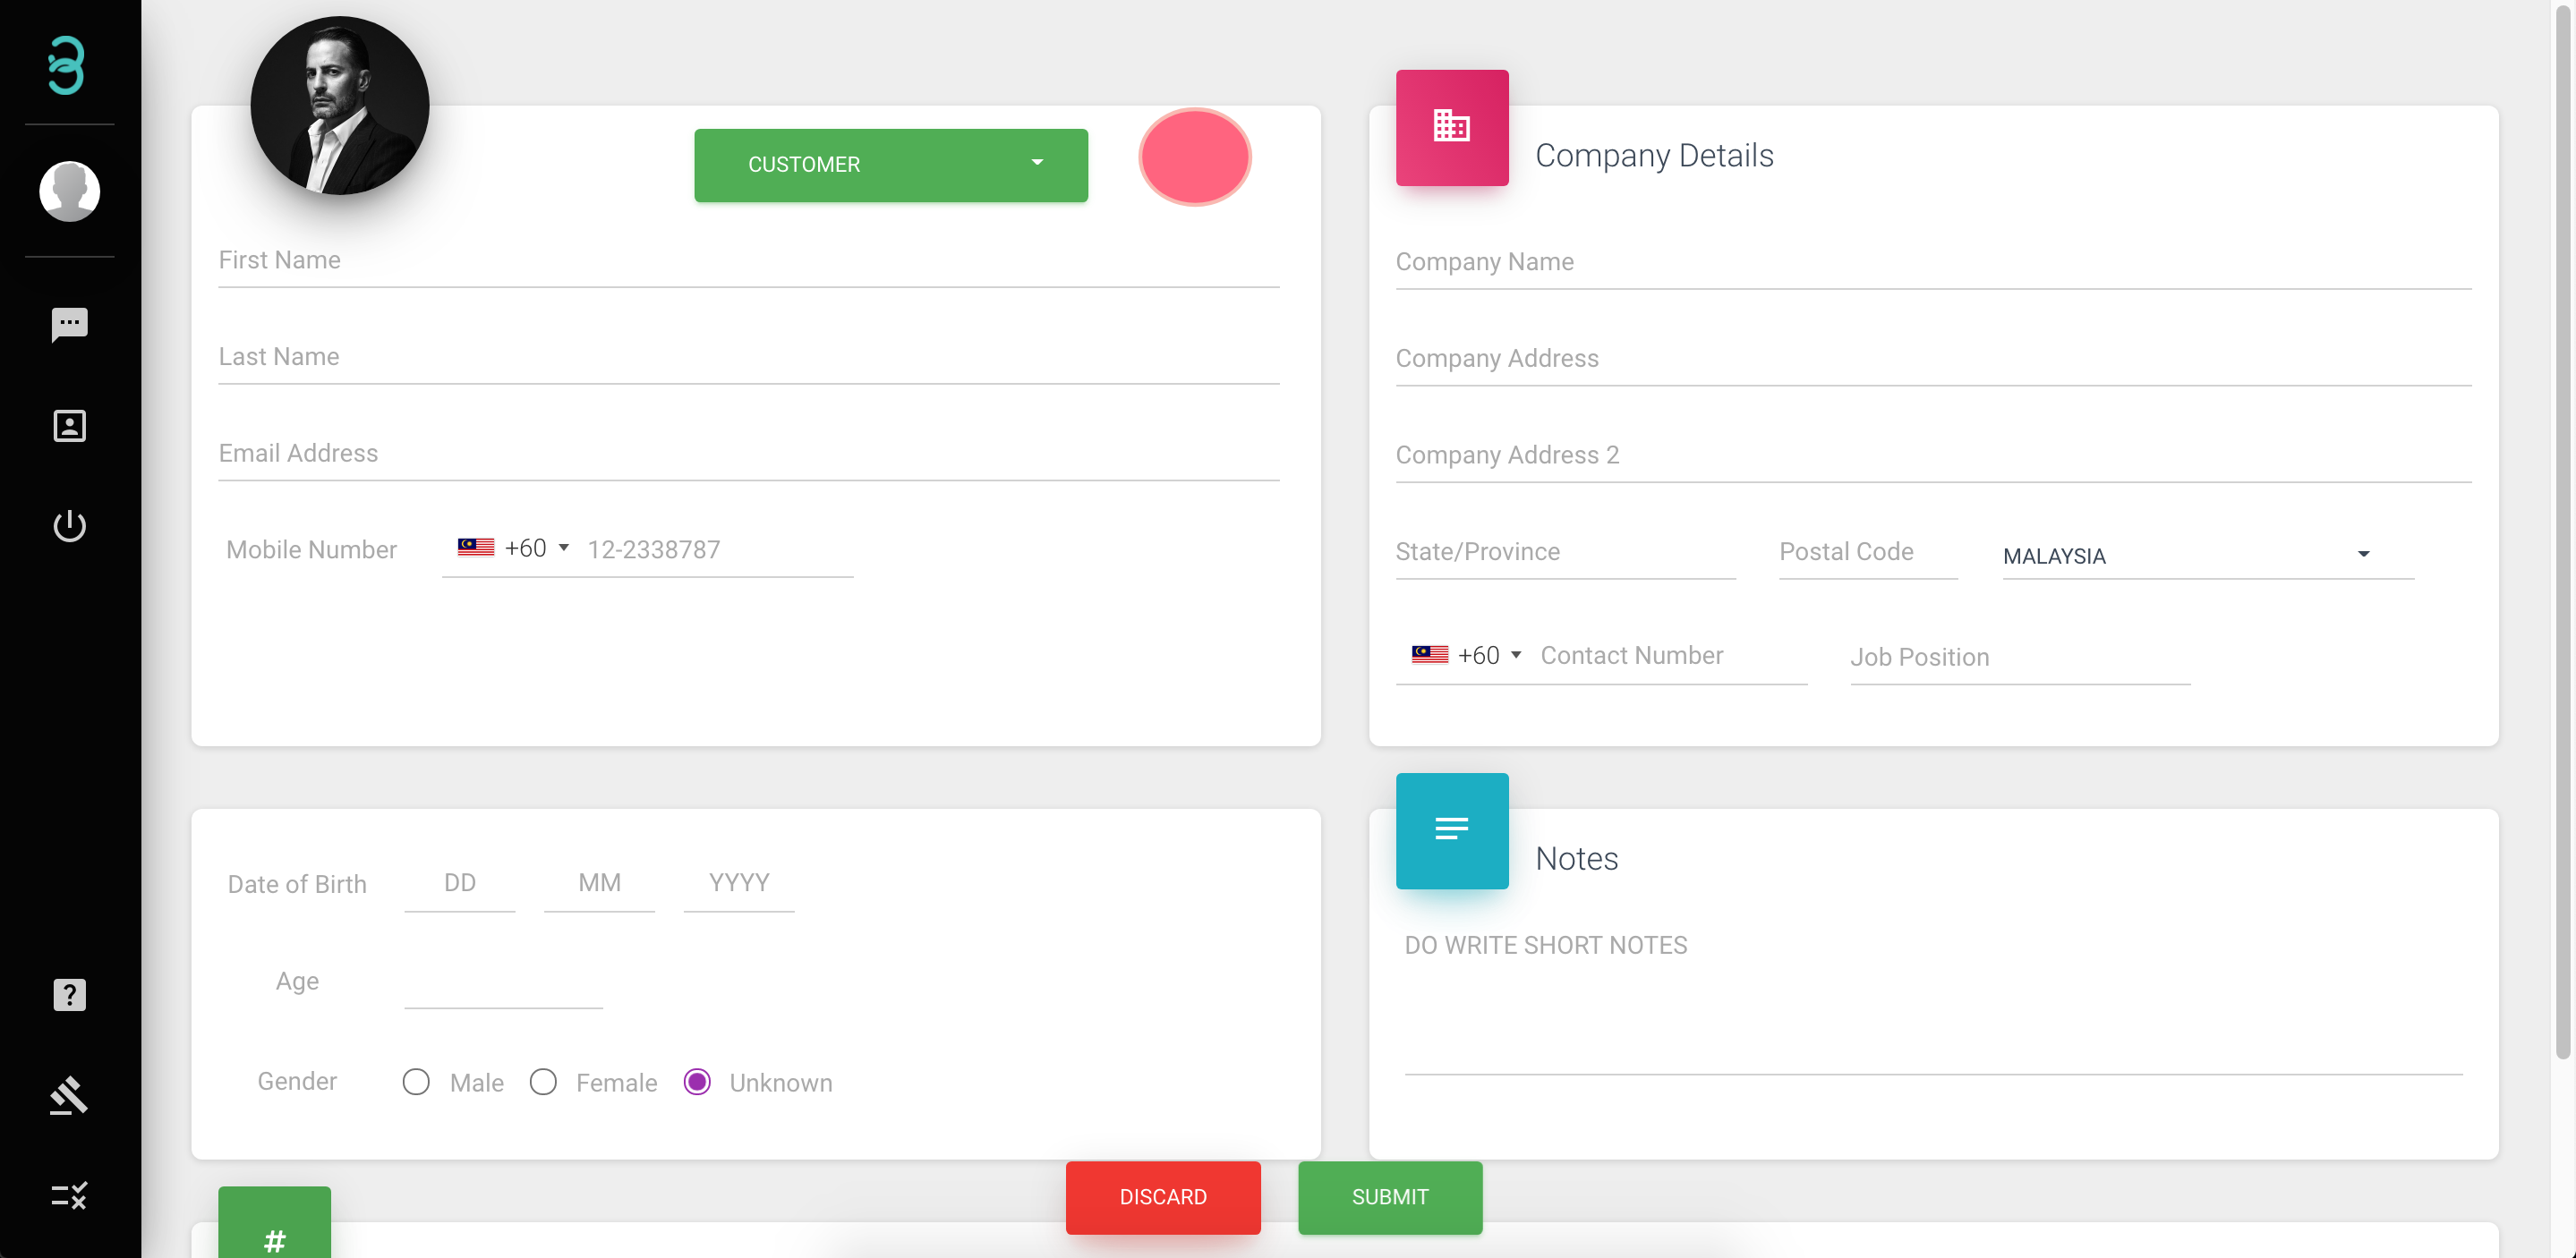 CUSTOMER
First Name
Last Name
Email Address
Mobile Number +60 12-2338787
Company Details
Company Name
Company Address
Company Address 2
State/Province Postal Code MALAYSIA
+60 Contact Number Job Position
Date of Birth DD MM YYYY
Age
Gender Male Female Unknown
Notes
DO WRITE SHORT NOTES
DISCARD SUBMIT
#